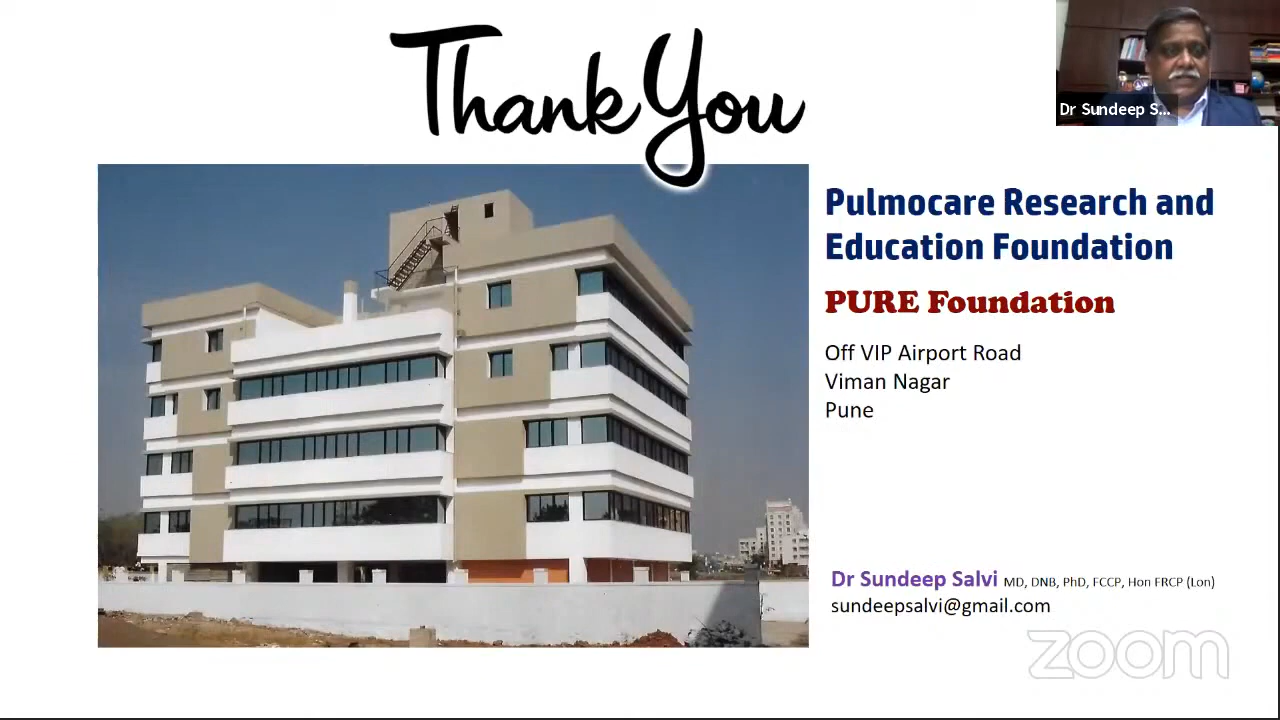 Thank You
Dr Sundeep S...
Pulmocare Research and
Education Foundation
PURE Foundation
Off VIP Airport Road
Viman Nagar
Pune
Dr Sundeep Salvi MD, DNB, PhD, FCCP, Hon FRCP (Lon)
sundeepsalvi@gmail.com
zoom